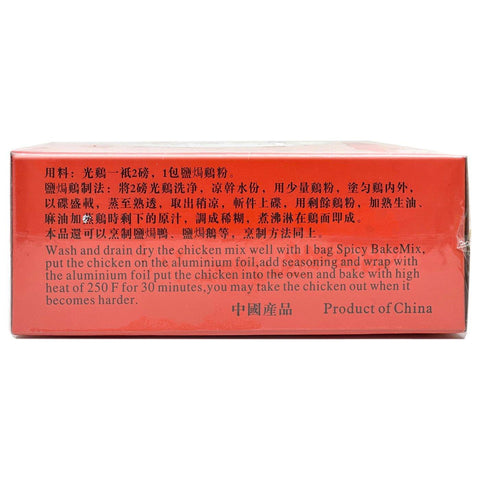 用料：光鷄一衹2磅，1包鹽焗鷄粉。
鹽焗鷄制法：將2磅光鷄洗净，凉幹水份，用少量鷄粉，塗匀鷄内外，
以碟盛載，蒸至熟透，取出稍凉，斬件上碟，用剩餘鷄粉，加熟生油、
麻油加蒸鷄時剩下的原汁，調成稀糊，煮沸淋在鷄面即成。
本品還可以烹制鹽焗鴨、鹽焗鵝等，烹制方法同上。
Wash and drain dry the chicken mix well with 1 bag Spicy BakeMix,
put the chicken on the aluminium foil,add seasoning and wrap with
the aluminium foil put the chicken into the oven and bake with high
heat of 250 F for 30 minutes,you may take the chicken out when it
becomes harder.
中國産品 Product of China